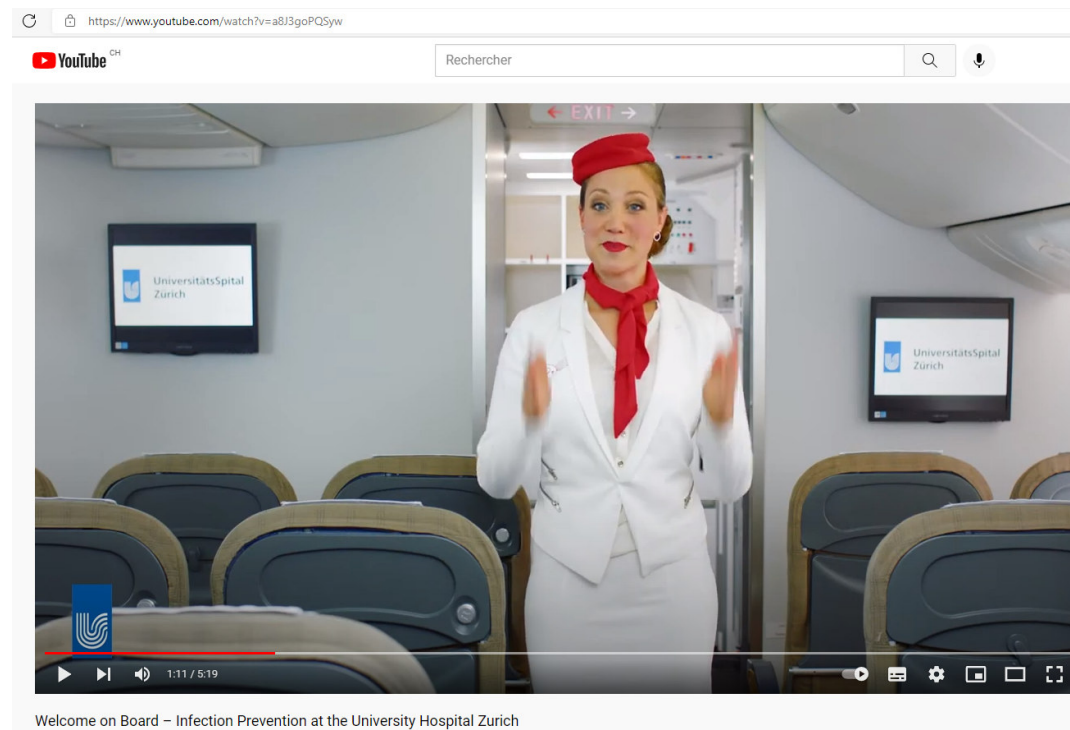 https://www.youtube.com/watch?v=a8J3goPQSyw
YouTube CH
Rechercher
EXIT
UniversitätsSpital
Zürich
UniversitätsSpital
Zürich
1:11 / 5:19
Welcome on Board – Infection Prevention at the University Hospital Zurich